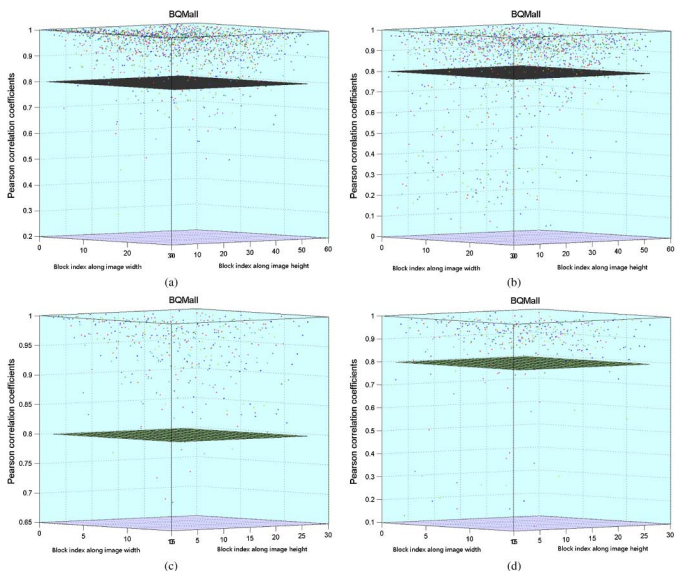 BQMall
Pearson correlation coefficients
1
0.9
0.8
0.7
0.6
0.5
0.4
0.3
0.2
0 10 20 0 10 20 30 40 50 60
Block index along image width
Block index along image height
(a)
BQMall
Pearson correlation coefficients
1
0.9
0.8
0.7
0.6
0.5
0.4
0.3
0.2
0.1
0
0 10 20 10 20 30 40 50 60
Block index along image width
Block index along image height
(b)
BQMall
Pearson correlation coefficients
1
0.95
0.9
0.85
0.8
0.75
0.7
0.65
0 5 10 5 10 15 20 25 30
Block index along image width
Block index along image height
(c)
BQMall
Pearson correlation coefficients
1
0.9
0.8
0.7
0.6
0.5
0.4
0.3
0.2
0.1
0 5 10 5 10 15 20 25 30
Block index along image width
Block index along image height
(d)